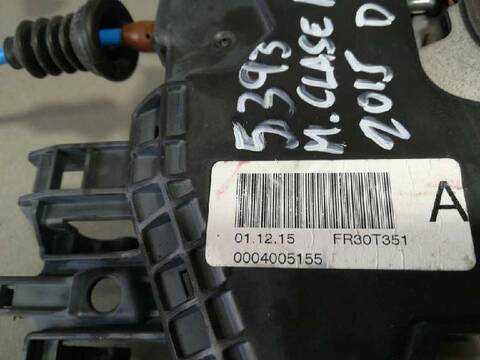 5393
M. CLASE
2015 D
A
01.12.15 FR30T351
0004005155